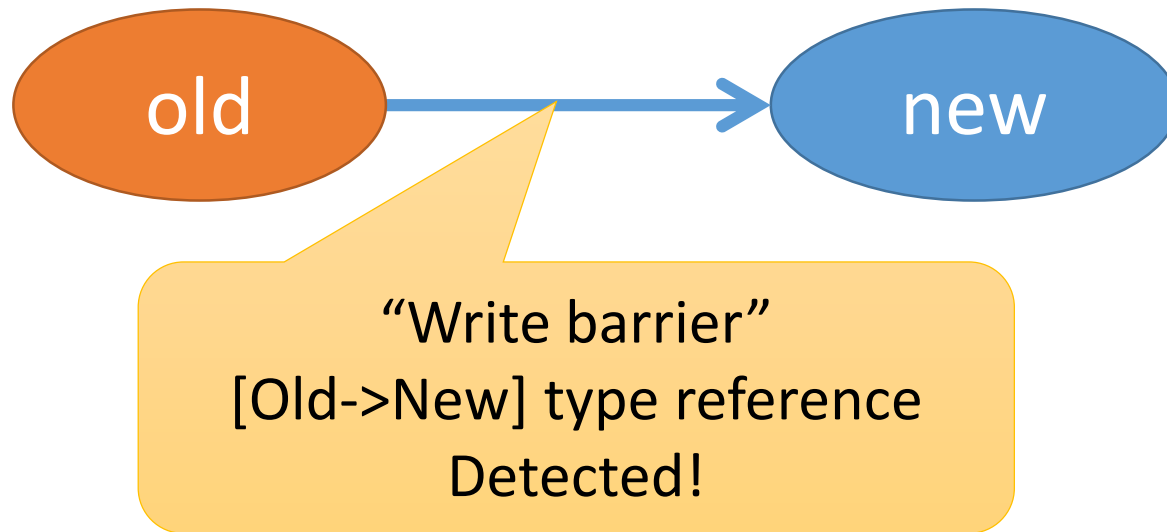 old
new
“Write barrier”
[Old->New] type reference
Detected!